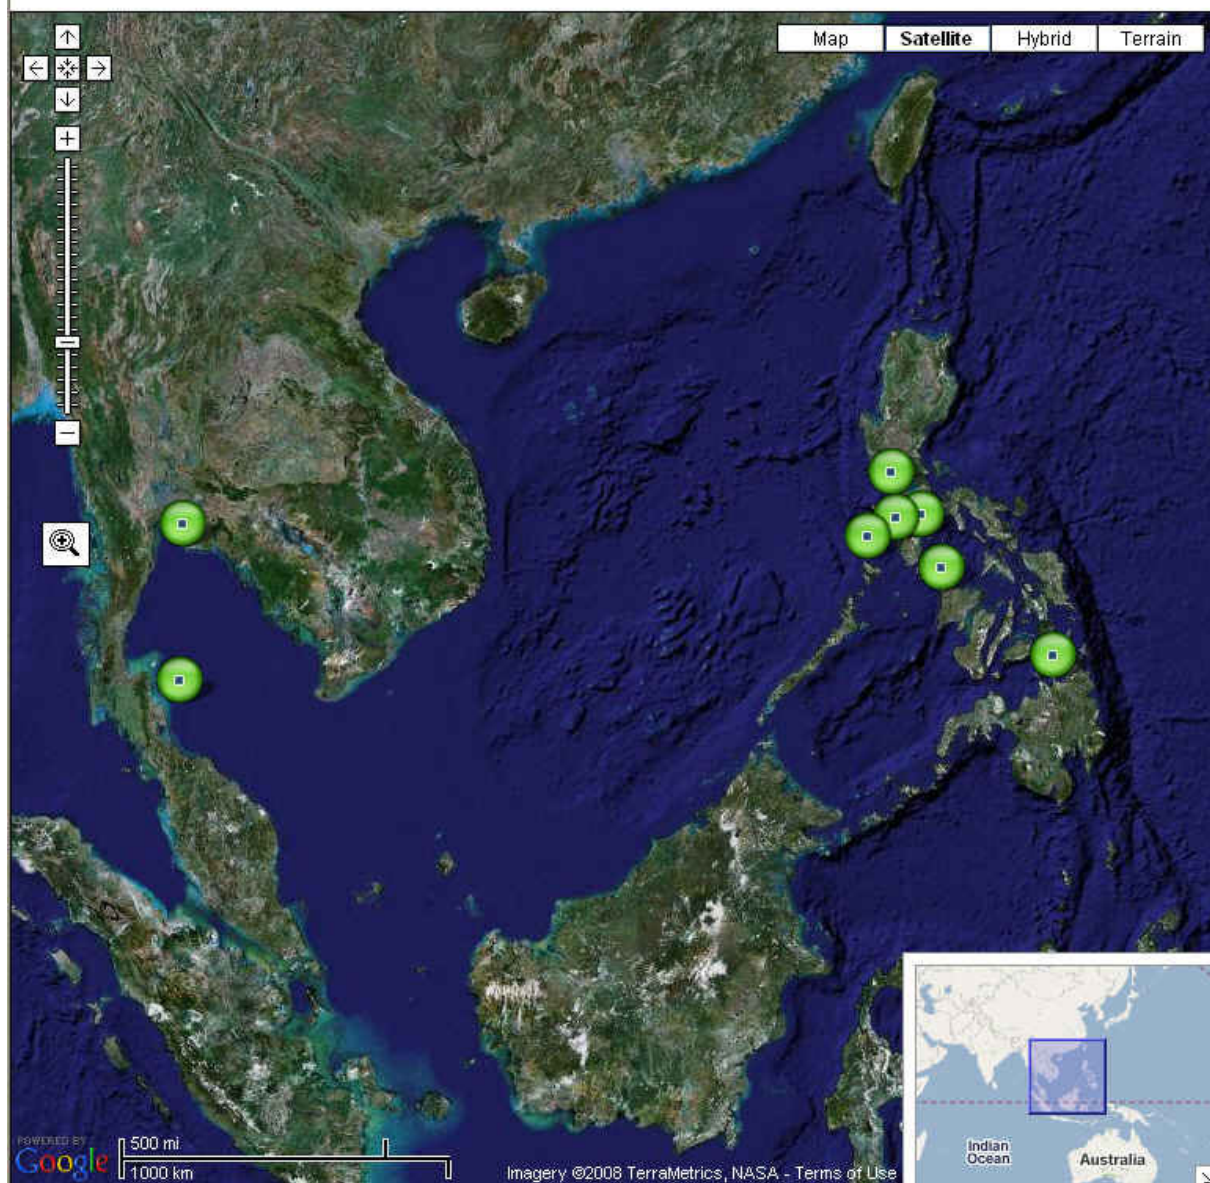 Map Satellite Hybrid Terrain
POWERED BY
Google
500 mi
1000 km
Imagery ©2008 TerraMetrics, NASA - Terms of Use
Indian
Ocean
Australia